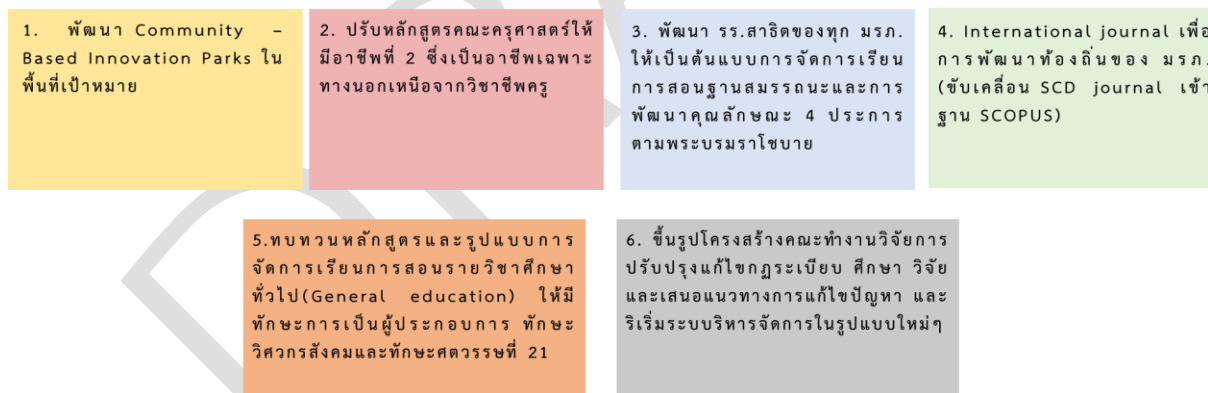 1. พัฒนา Community –
Based Innovation Parks ใน
พื้นที่เป้าหมาย
2. ปรับหลักสูตรคณะครุศาสตร์ให้
มีอาชีพที่ 2 ซึ่งเป็นอาชีพเฉพาะ
ทางนอกเหนือจากวิชาชีพครู
3. พัฒนา รร.สาธิตของทุก มรภ.
ให้เป็นต้นแบบการจัดการเรียน
การสอนฐานสมรรถนะและการ
พัฒนาคุณลักษณะ 4 ประการ
ตามพระบรมราโชบาย
4. International journal เพื่อ
การพัฒนาท้องถิ่นของ มรภ.
(ขับเคลื่อน SCD journal เข้า
ฐาน SCOPUS)
5.ทบทวนหลักสูตรและรูปแบบการ
จัดการเรียนการสอนรายวิชาศึกษา
ทั่วไป(General education) ให้มี
ทักษะการเป็นผู้ประกอบการ ทักษะ
วิศวกรสังคมและทักษะศตวรรษที่ 21
6. ขึ้นรูปโครงสร้างคณะทำงานวิจัยการ
ปรับปรุงแก้ไขกฎระเบียบ ศึกษา วิจัย
และเสนอแนวทางการแก้ไขปัญหา และ
ริเริ่มระบบบริหารจัดการในรูปแบบใหม่ๆ